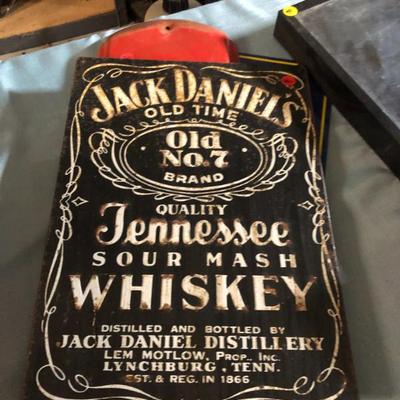 JACK DANIEL'S
OLD TIME
Old
No. 7
BRAND
QUALITY
Tennessee
SOUR MASH
WHISKEY
DISTILLED AND BOTTLED BY
JACK DANIEL DISTILLERY
LEM MOTLOW, PROP., INC.
LYNCHBURG, TENN.
EST. & REG. IN 1866